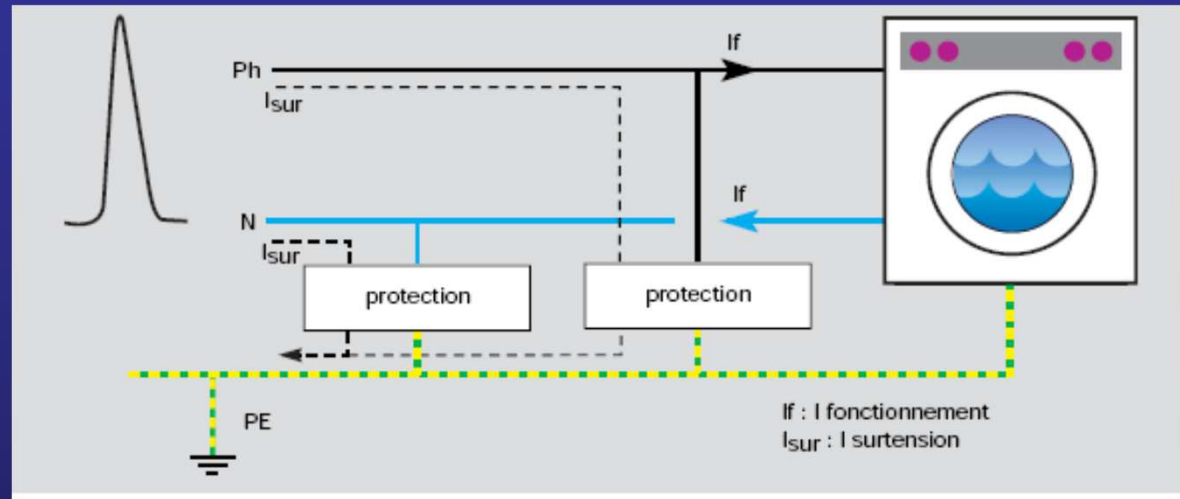 If
Ph
Isur
If
N
Isur
protection
protection
PE
If : I fonctionnement
Isur : I surtension